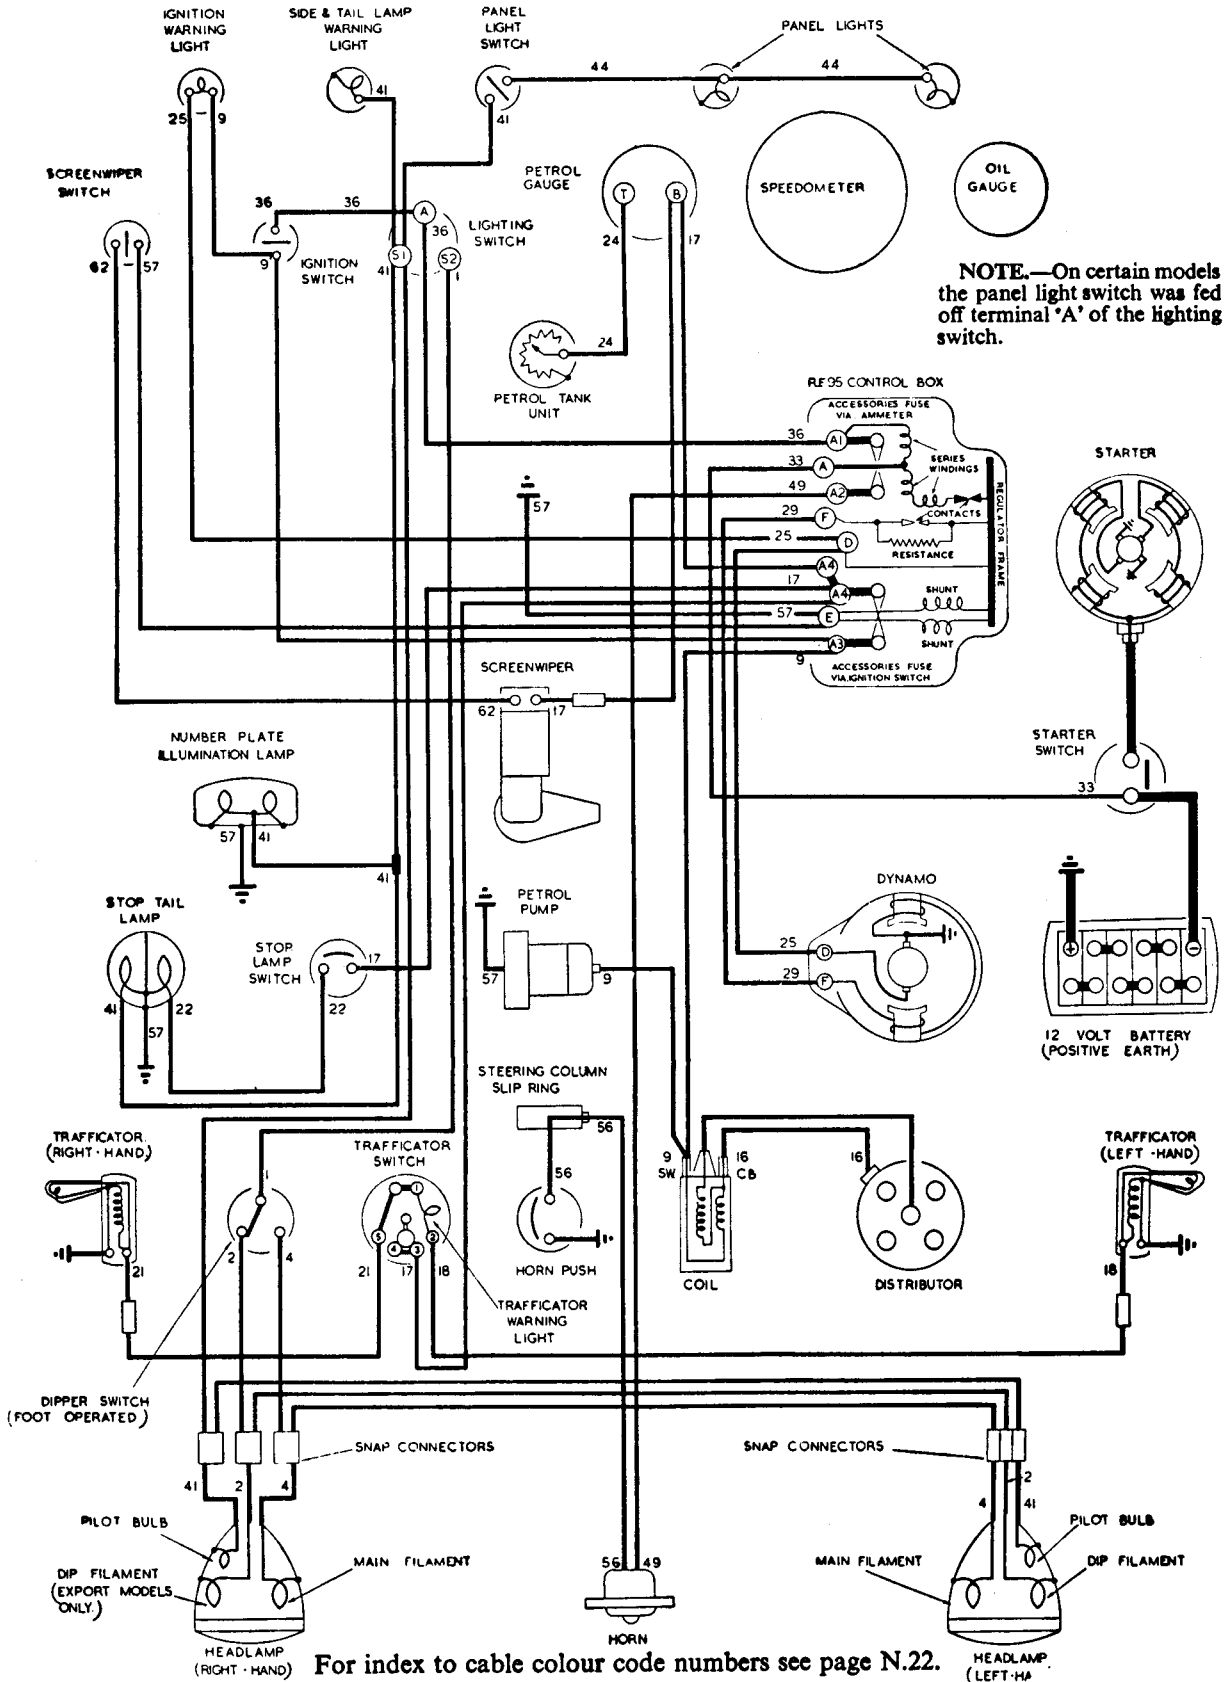 IGNITION
WARNING
LIGHT
SIDE & TAIL LAMP
WARNING
LIGHT
PANEL
LIGHT
SWITCH
PANEL LIGHTS
44
44
41
41
25
9
SCREENWIPER
SWITCH
PETROL
GAUGE
T
B
SPEEDOMETER
OIL
GAUGE
36
36
A
36
LIGHTING
SWITCH
24
17
62
57
9
IGNITION
SWITCH
41
S1
S2
1
NOTE.—On certain models
the panel light switch was fed
off terminal 'A' of the lighting
switch.
24
PETROL TANK
UNIT
RF 95 CONTROL BOX
ACCESSORIES FUSE
VIA AMMETER
36
A1
SERIES
WINDINGS
STARTER
33
A
49
A2
57
29
F
CONTACTS
REGULATOR FRAME
25
D
RESISTANCE
A4
17
A4
SHUNT
57
E
A3
SHUNT
9
ACCESSORIES FUSE
VIA.IGNITION SWITCH
SCREENWIPER
62
17
NUMBER PLATE
ILLUMINATION LAMP
STARTER
SWITCH
33
57
41
41
DYNAMO
STOP TAIL
LAMP
PETROL
PUMP
STOP
LAMP
SWITCH
17
25
D
+
-
57
9
29
F
41
22
57
22
12 VOLT BATTERY
(POSITIVE EARTH)
STEERING COLUMN
SLIP RING
56
TRAFFICATOR
(RIGHT-HAND)
TRAFFICATOR
SWITCH
9
SW
16
CB
16
TRAFFICATOR
(LEFT-HAND)
1
56
1
5
4
3
2
2
4
21
21
17
18
HORN PUSH
COIL
DISTRIBUTOR
18
TRAFFICATOR
WARNING
LIGHT
DIPPER SWITCH
(FOOT OPERATED)
SNAP CONNECTORS
SNAP CONNECTORS
41
2
4
2
4
41
PILOT BULB
PILOT BULB
DIP FILAMENT
(EXPORT MODELS
ONLY.)
MAIN FILAMENT
56
49
MAIN FILAMENT
DIP FILAMENT
HORN
HEADLAMP
(RIGHT-HAND)
For index to cable colour code numbers see page N.22.
HEADLAMP
(LEFT-HA